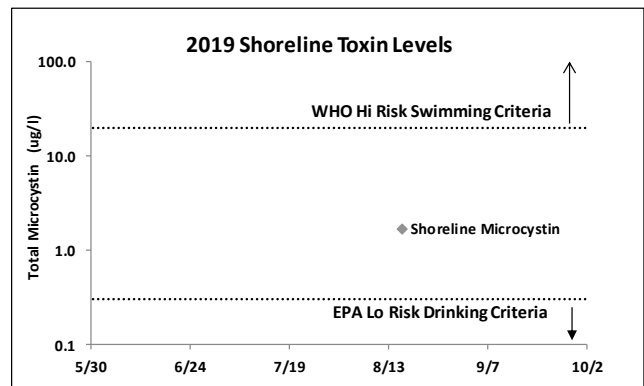 2019 Shoreline Toxin Levels
100.0
WHO Hi Risk Swimming Criteria
10.0
Total Microcystin (ug/l)
Shoreline Microcystin
1.0
EPA Lo Risk Drinking Criteria
0.1
5/30 6/24 7/19 8/13 9/7 10/2